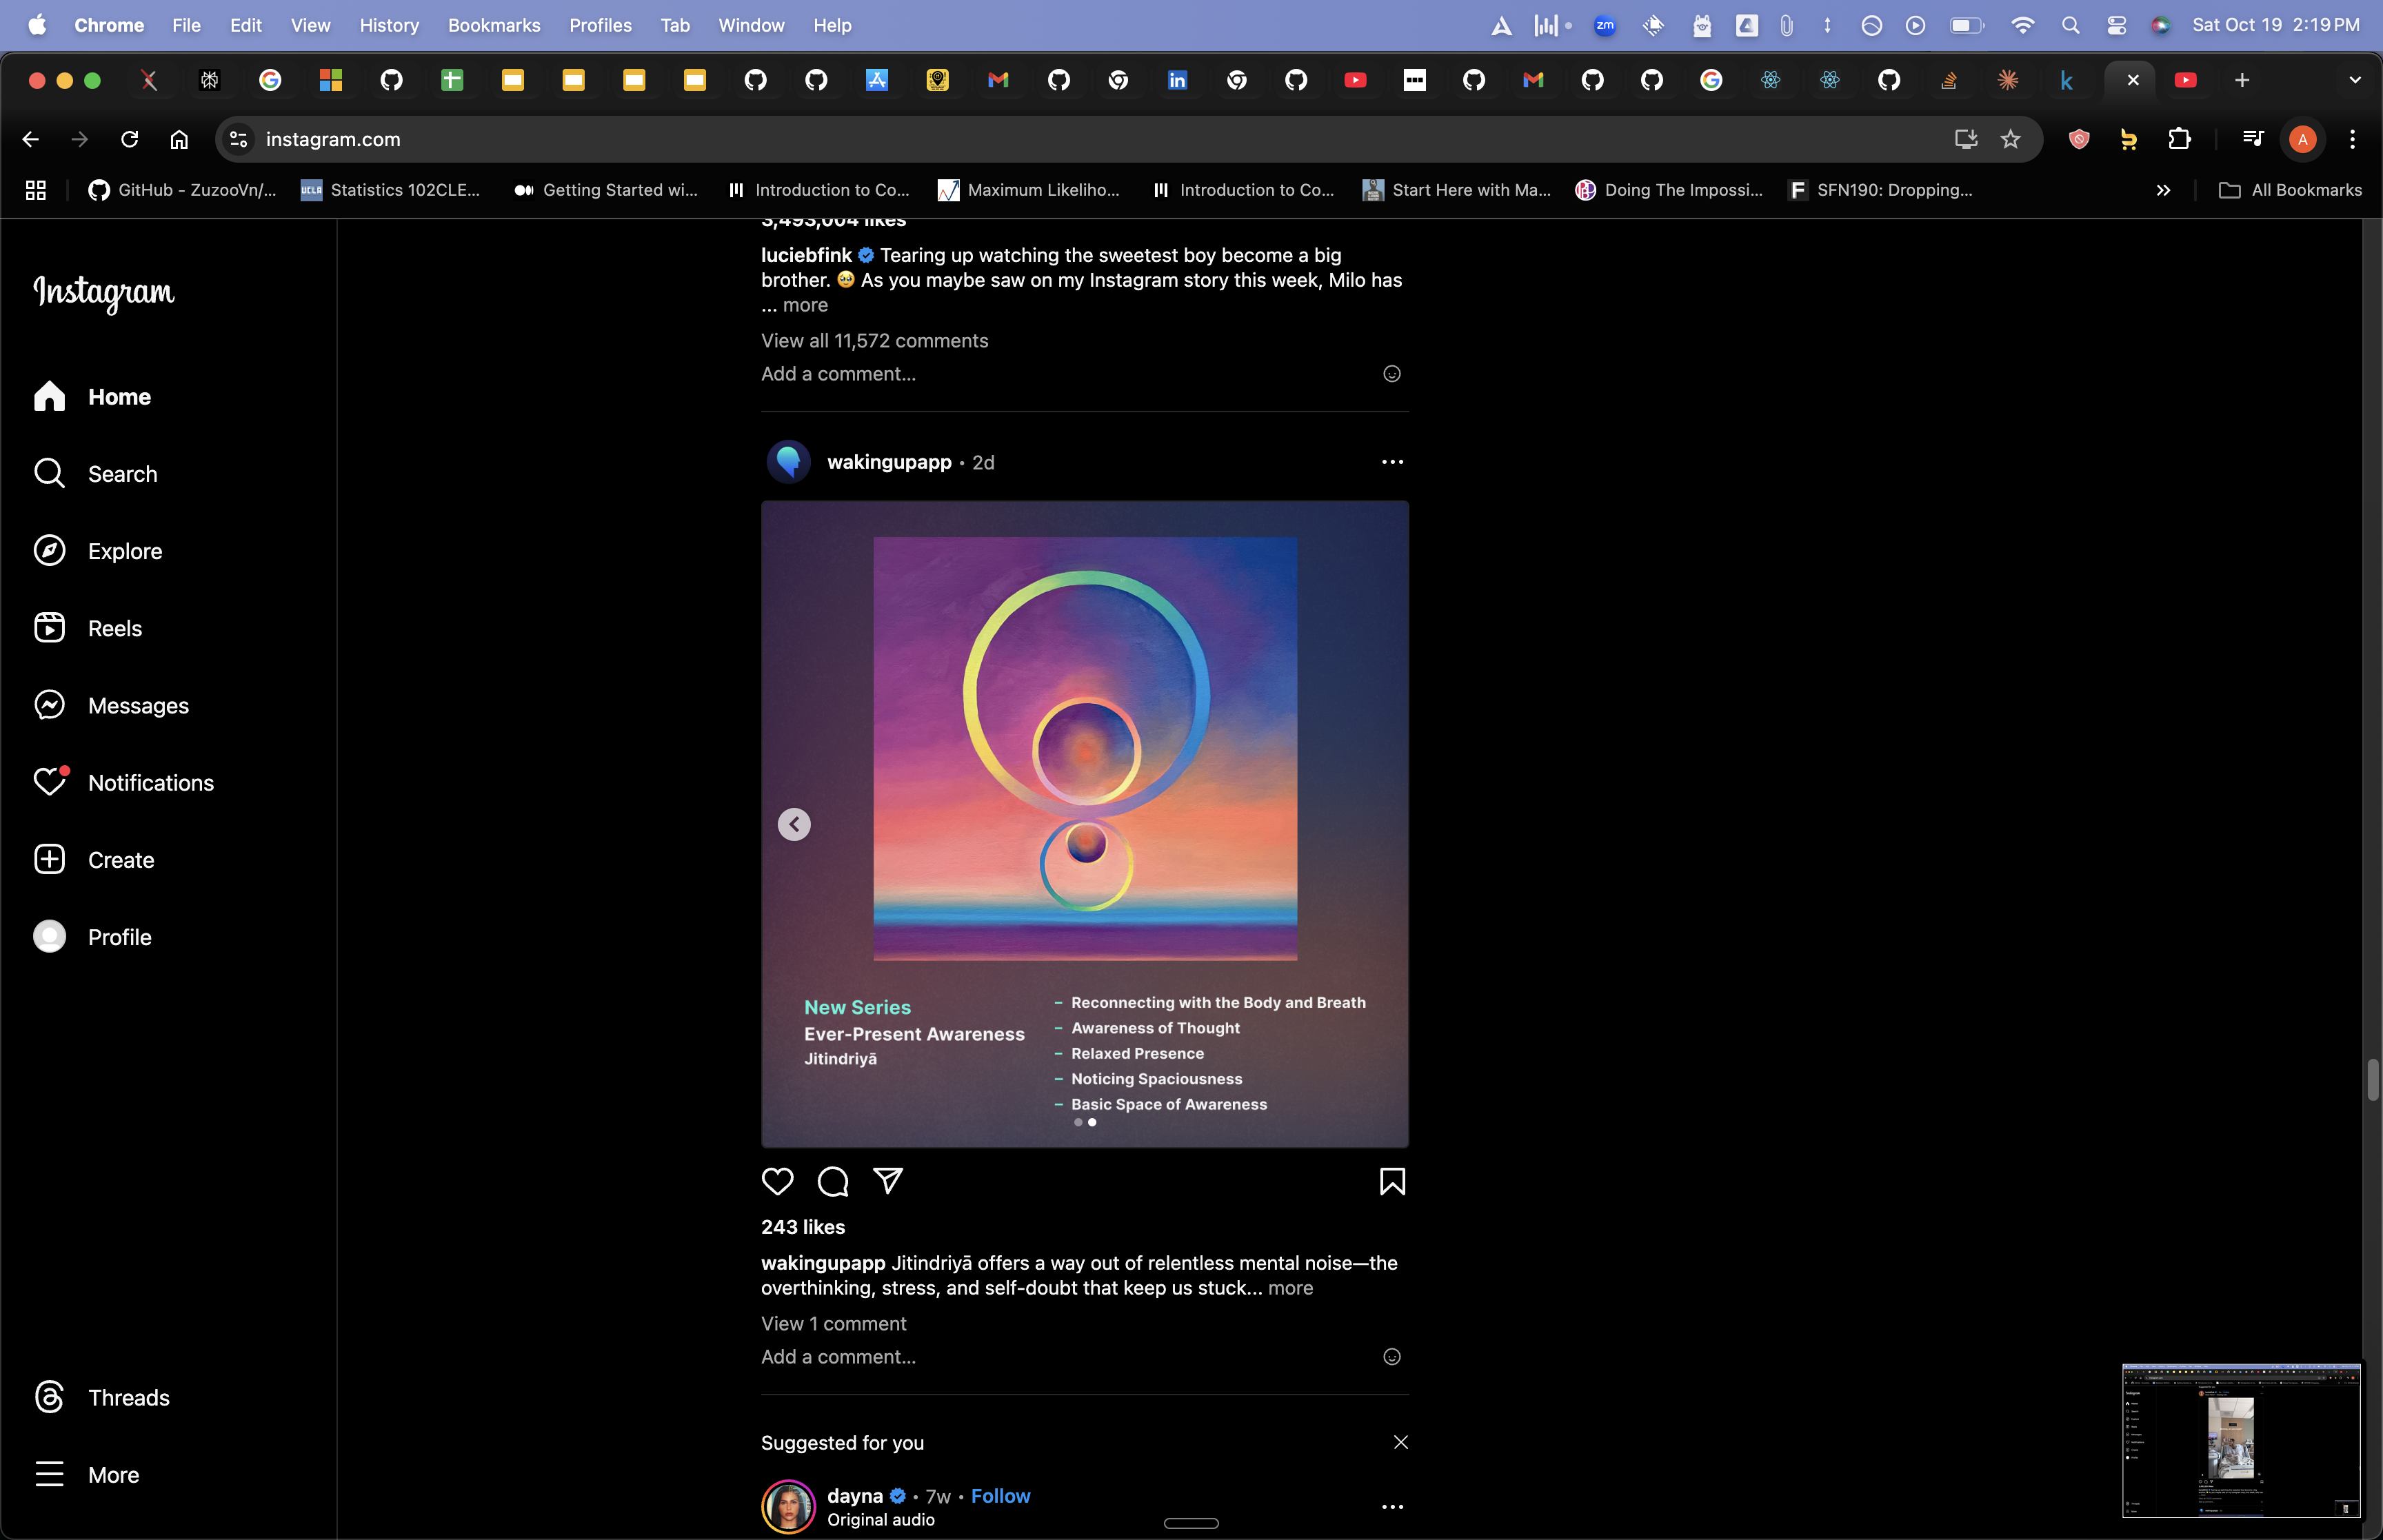 Chrome File Edit View History Bookmarks Profiles Tab Window Help
zm
Sat Oct 19 2:19 PM
instagram.com
A
GitHub - ZuzooVn/...
UCLA Statistics 102CLE...
Getting Started wi...
Introduction to Co...
Maximum Likeliho...
Introduction to Co...
Start Here with Ma...
Doing The Impossi...
F SFN190: Dropping...
All Bookmarks
Instagram
Home
Search
Explore
Reels
Messages
Notifications
Create
Profile
Threads
More
3,493,004 likes
luciebfink Tearing up watching the sweetest boy become a big
brother. 🥹 As you maybe saw on my Instagram story this week, Milo has
... more
View all 11,572 comments
Add a comment...
wakingupapp • 2d
New Series
Ever-Present Awareness
Jitindriyā
– Reconnecting with the Body and Breath
– Awareness of Thought
– Relaxed Presence
– Noticing Spaciousness
– Basic Space of Awareness
243 likes
wakingupapp Jitindriyā offers a way out of relentless mental noise—the
overthinking, stress, and self-doubt that keep us stuck... more
View 1 comment
Add a comment...
Suggested for you
dayna • 7w • Follow
Original audio